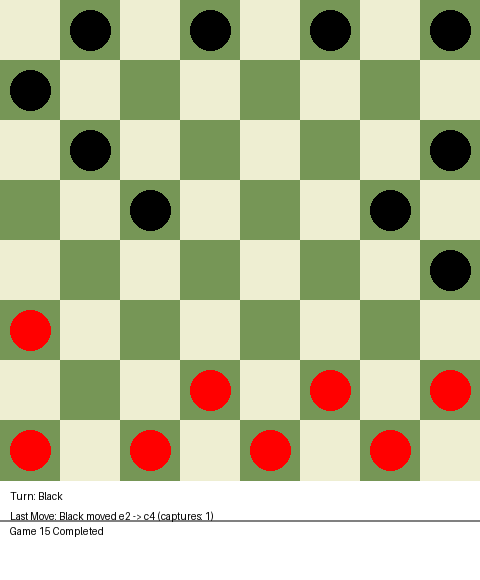 Turn: Black
Last Move: Black moved e2 -> c4 (captures: 1)
Game 15 Completed